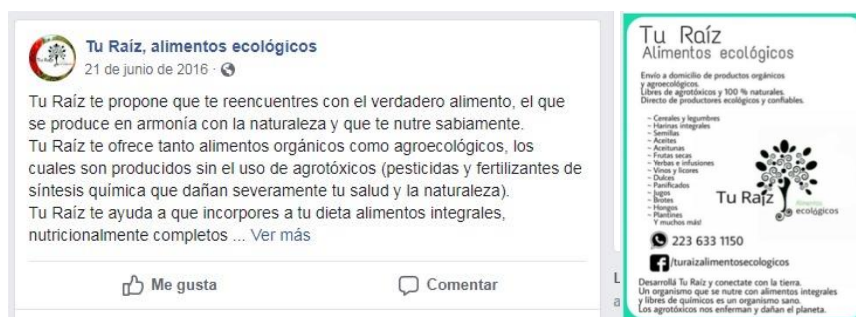 Tu Raíz, alimentos ecológicos
21 de junio de 2016 ·
Tu Raíz te propone que te reencuentres con el verdadero alimento, el que
se produce en armonía con la naturaleza y que te nutre sabiamente.
Tu Raíz te ofrece tanto alimentos orgánicos como agroecológicos, los
cuales son producidos sin el uso de agrotóxicos (pesticidas y fertilizantes de
síntesis química que dañan severamente tu salud y la naturaleza).
Tu Raíz te ayuda a que incorpores a tu dieta alimentos integrales,
nutricionalmente completos ... Ver más
Me gusta
Comentar
Tu Raíz
Alimentos ecológicos
Envío a domicilio de productos orgánicos
y agroecológicos.
Libres de agrotóxicos y 100 % naturales.
Directo de productores ecológicos y confiables.
~ Cereales y legumbres
~ Harinas integrales
~ Semillas
~ Aceites
~ Aceitunas
~ Frutas secas
~ Yerbas e infusiones
~ Vinos y licores
~ Dulces
~ Panificados
~ Jugos
~ Brotes
~ Hongos
~ Plantines
Y muchos más!
Tu Raíz
Alimentos
ecológicos
223 633 1150
/turaizalimentosecologicos
Desarrollá Tu Raíz y conectate con la tierra.
Un organismo que se nutre con alimentos integrales
y libres de químicos es un organismo sano.
Los agrotóxicos nos enferman y dañan el planeta.